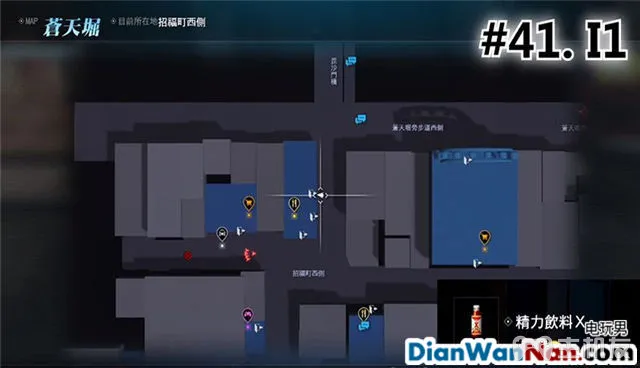 MAP 蒼天堀 目前所在地 招福町西側
#41. I1
毘沙門橋
蒼天堀旁步道西側
蒼天堀
招福町西側
精力飲料X
电玩男
DianWanNan.com